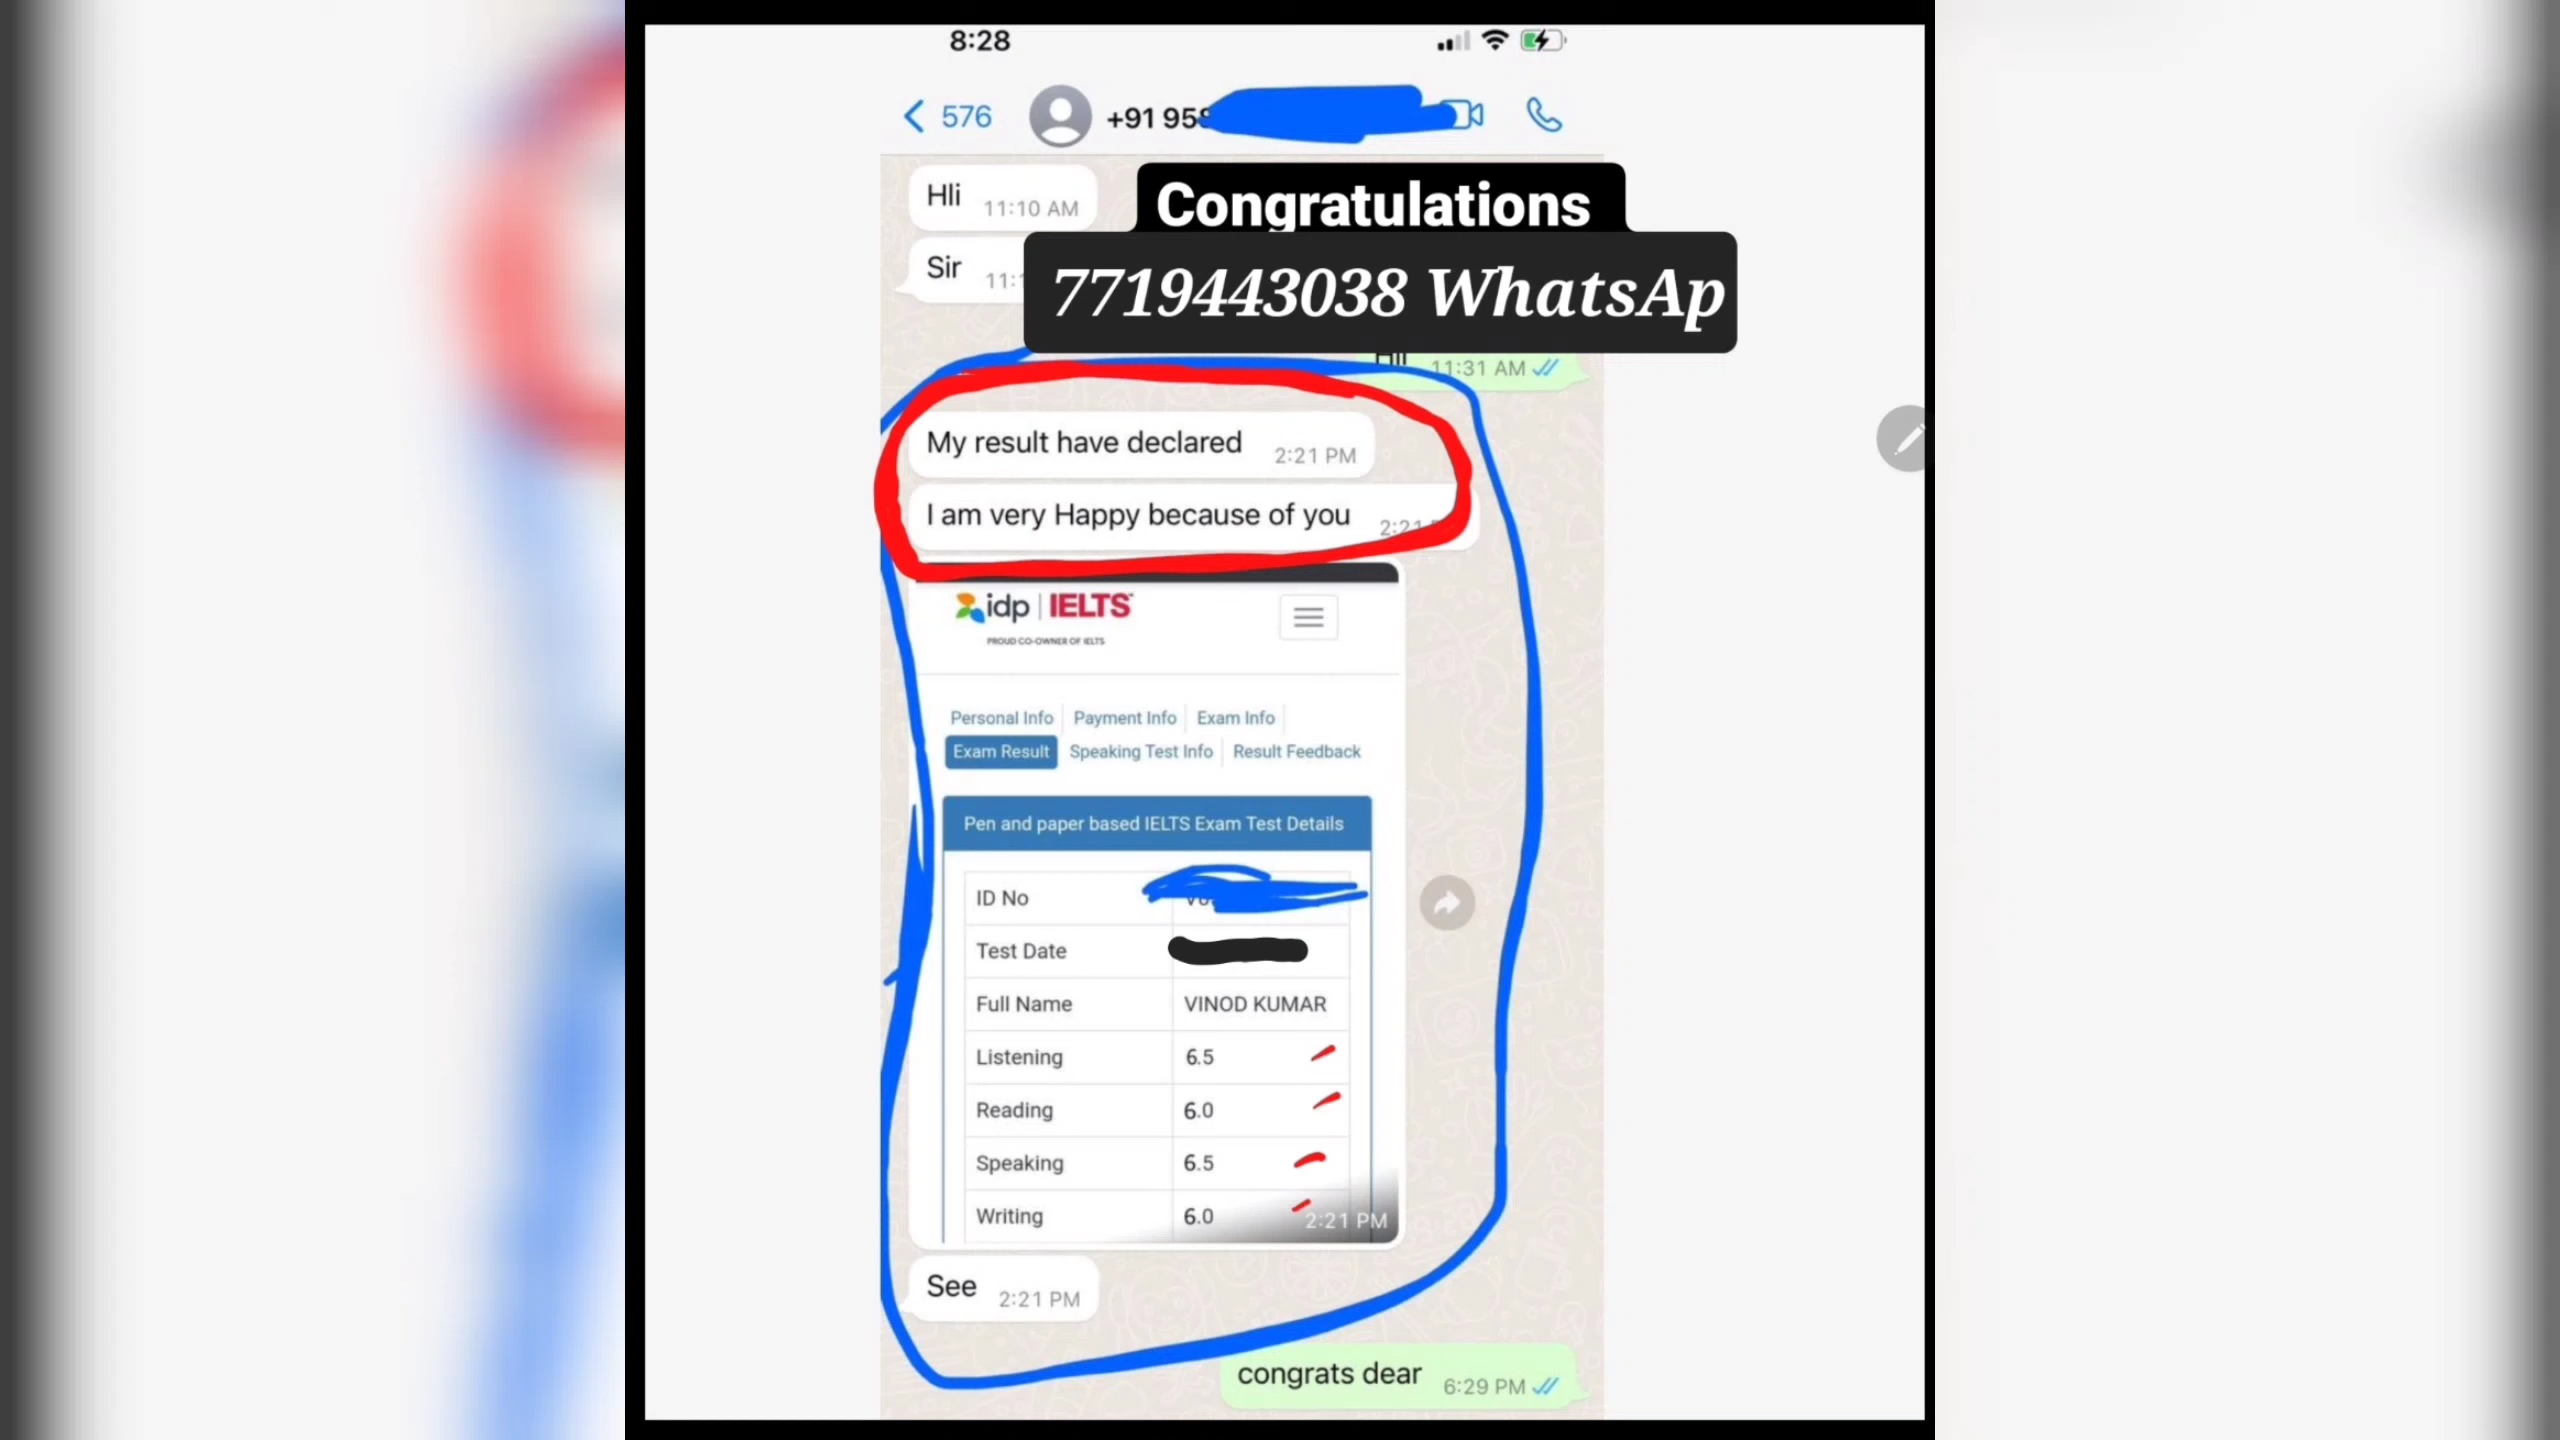 8:28
576
+91 958
Congratulations
7719443038 WhatsAp
Hli 11:10 AM
Sir
11:31 AM
My result have declared 2:21 PM
I am very Happy because of you 2:21
idp | IELTS
PROUD CO-OWNER OF IELTS
Personal Info Payment Info Exam Info
Exam Result Speaking Test Info Result Feedback
Pen and paper based IELTS Exam Test Details
ID No
Test Date
Full Name VINOD KUMAR
Listening 6.5
Reading 6.0
Speaking 6.5
Writing 6.0
2:21 PM
See 2:21 PM
congrats dear 6:29 PM